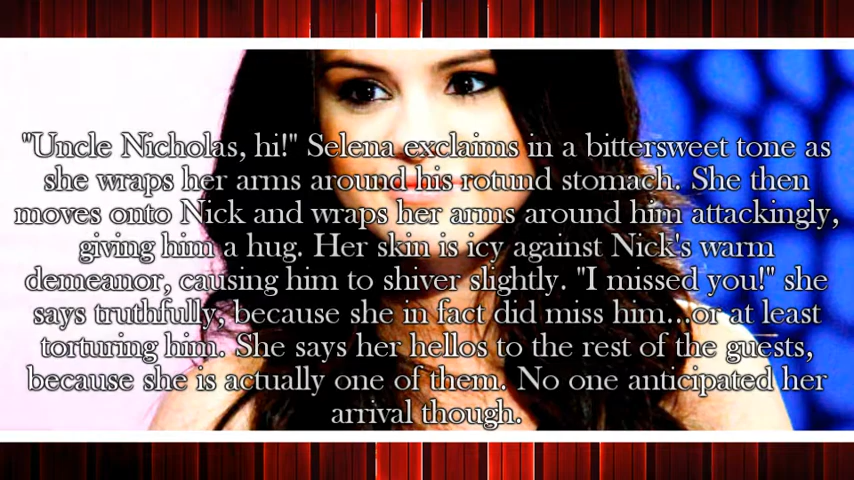 "Uncle Nicholas, hi!" Selena exclaims in a bittersweet tone as
she wraps her arms around his rotund stomach. She then
moves onto Nick and wraps her arms around him attackingly,
giving him a hug. Her skin is icy against Nick's warm
demeanor, causing him to shiver slightly. "I missed you!" she
says truthfully, because she in fact did miss him...or at least
torturing him. She says her hellos to the rest of the guests,
because she is actually one of them. No one anticipated her
arrival though.